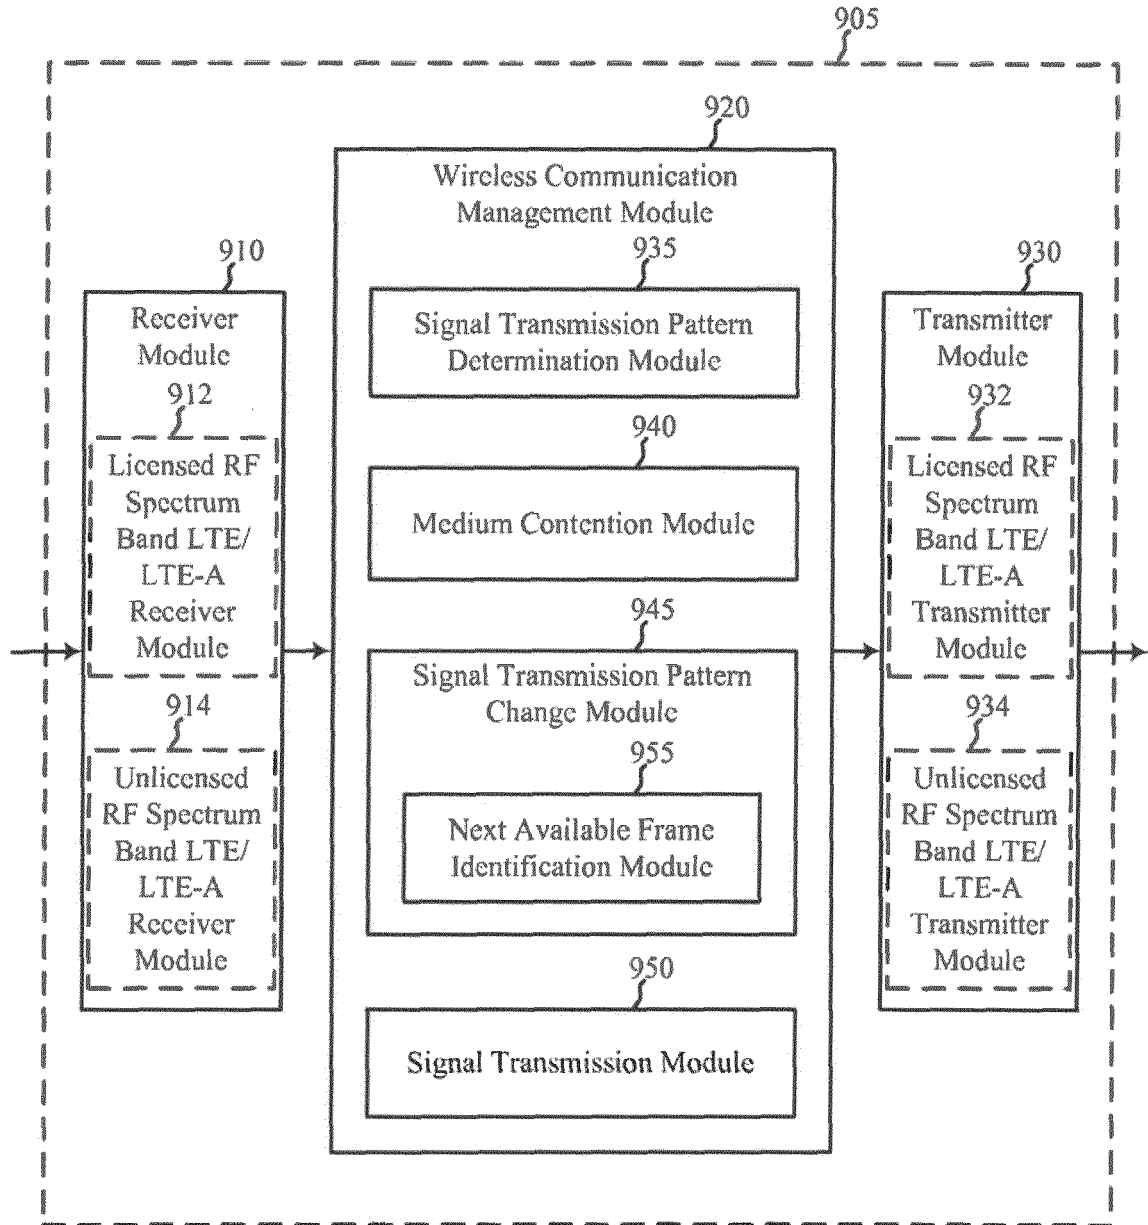 905
920
Wireless Communication
Management Module
910
Receiver
Module
912
Licensed RF
Spectrum
Band LTE/
LTE-A
Receiver
Module
914
Unlicensed
RF Spectrum
Band LTE/
LTE-A
Receiver
Module
935
Signal Transmission Pattern
Determination Module
940
Medium Contention Module
945
Signal Transmission Pattern
Change Module
955
Next Available Frame
Identification Module
950
Signal Transmission Module
930
Transmitter
Module
932
Licensed RF
Spectrum
Band LTE/
LTE-A
Transmitter
Module
934
Unlicensed
RF Spectrum
Band LTE/
LTE-A
Transmitter
Module